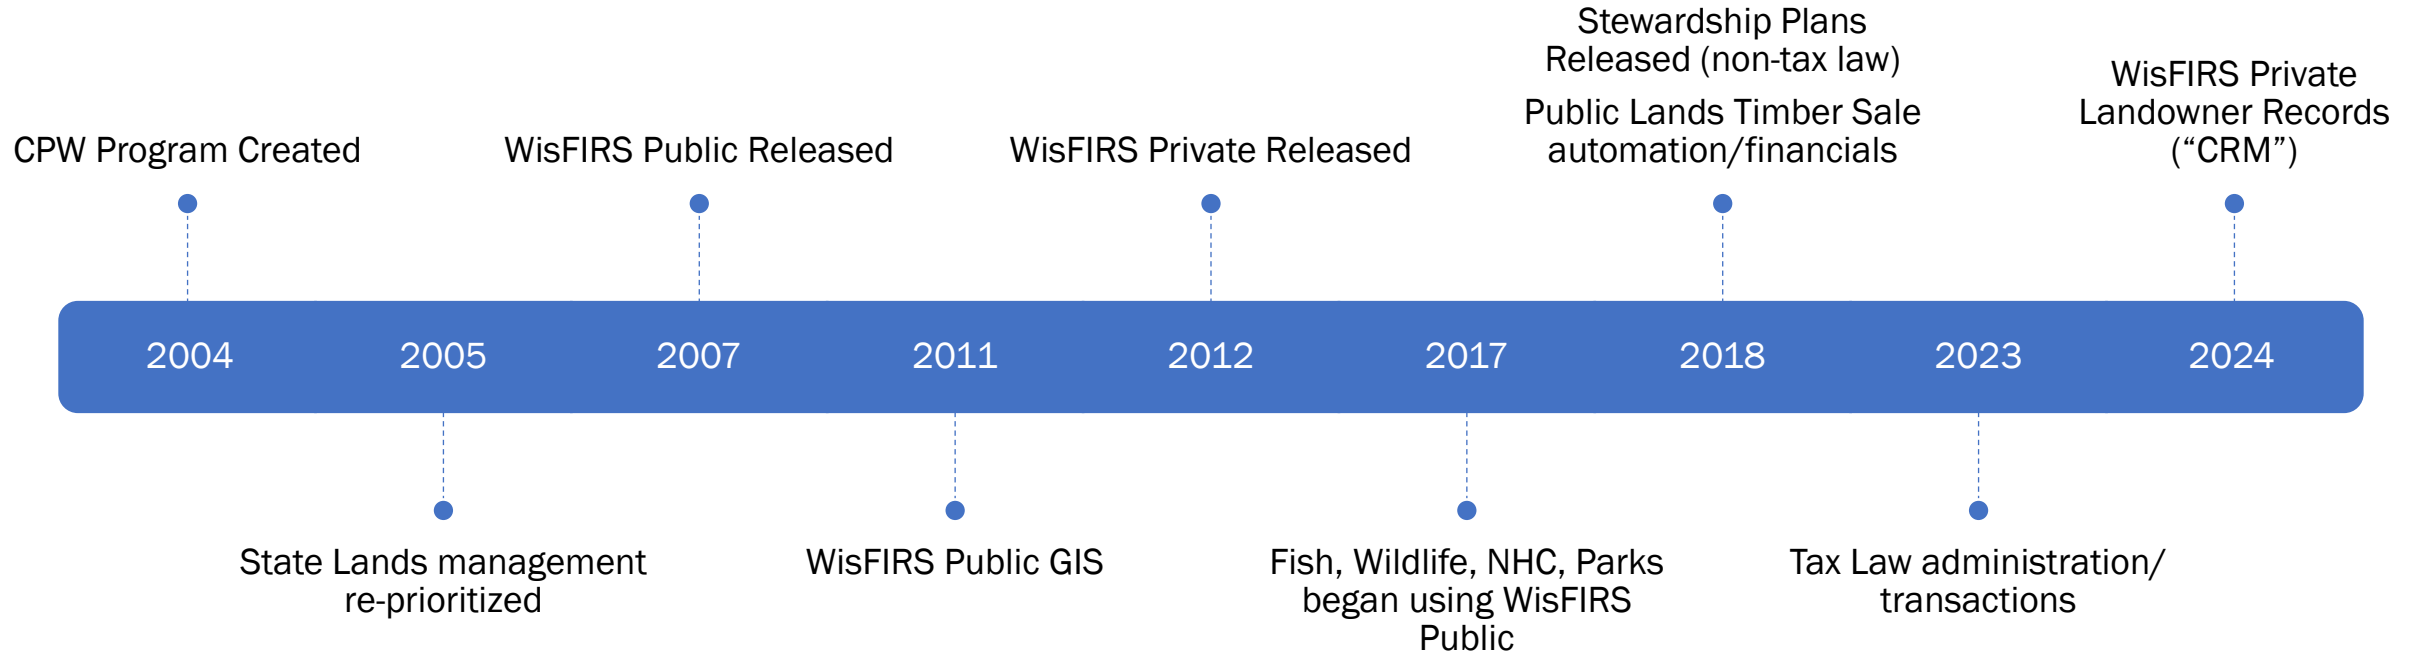 Stewardship Plans
Released (non-tax law)
Public Lands Timber Sale
automation/financials
WisFIRS Private
Landowner Records
(“CRM”)
CPW Program Created
WisFIRS Public Released
WisFIRS Private Released
2004
2005
2007
2011
2012
2017
2018
2023
2024
State Lands management
re-prioritized
WisFIRS Public GIS
Fish, Wildlife, NHC, Parks
began using WisFIRS
Public
Tax Law administration/
transactions